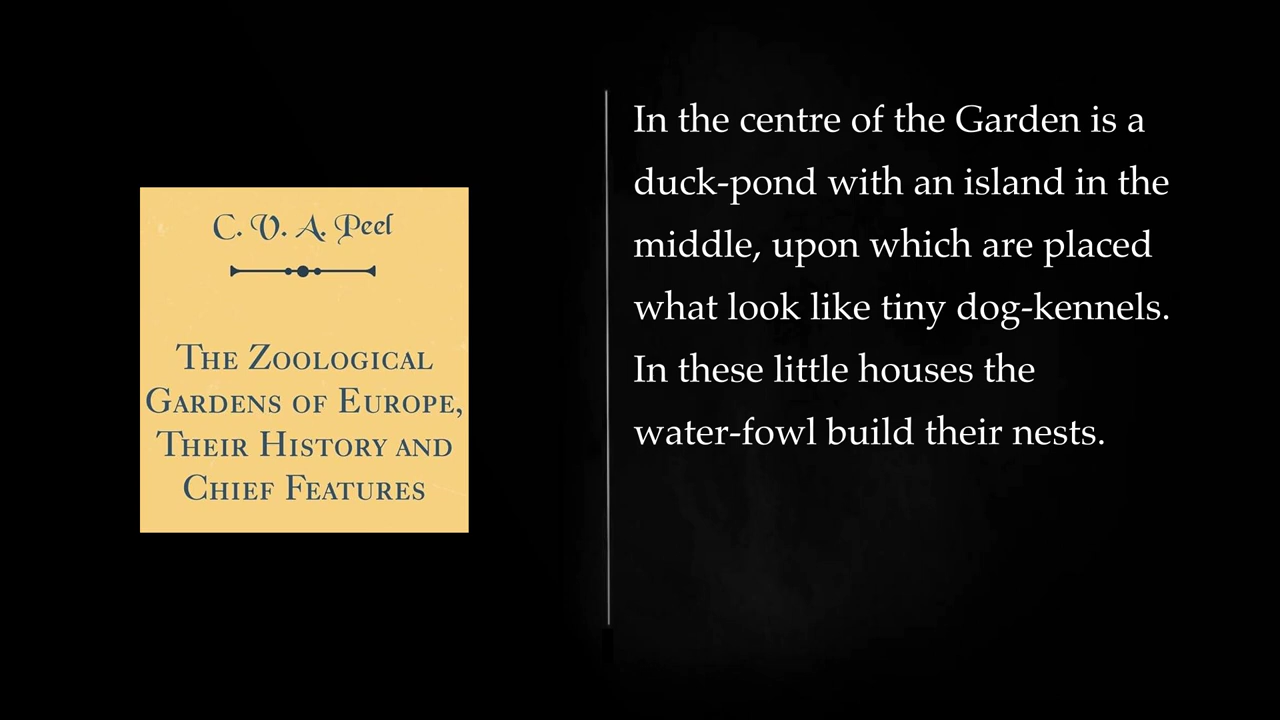 C. V. A. Peel
The Zoological
Gardens of Europe,
Their History and
Chief Features
In the centre of the Garden is a
duck-pond with an island in the
middle, upon which are placed
what look like tiny dog-kennels.
In these little houses the
water-fowl build their nests.